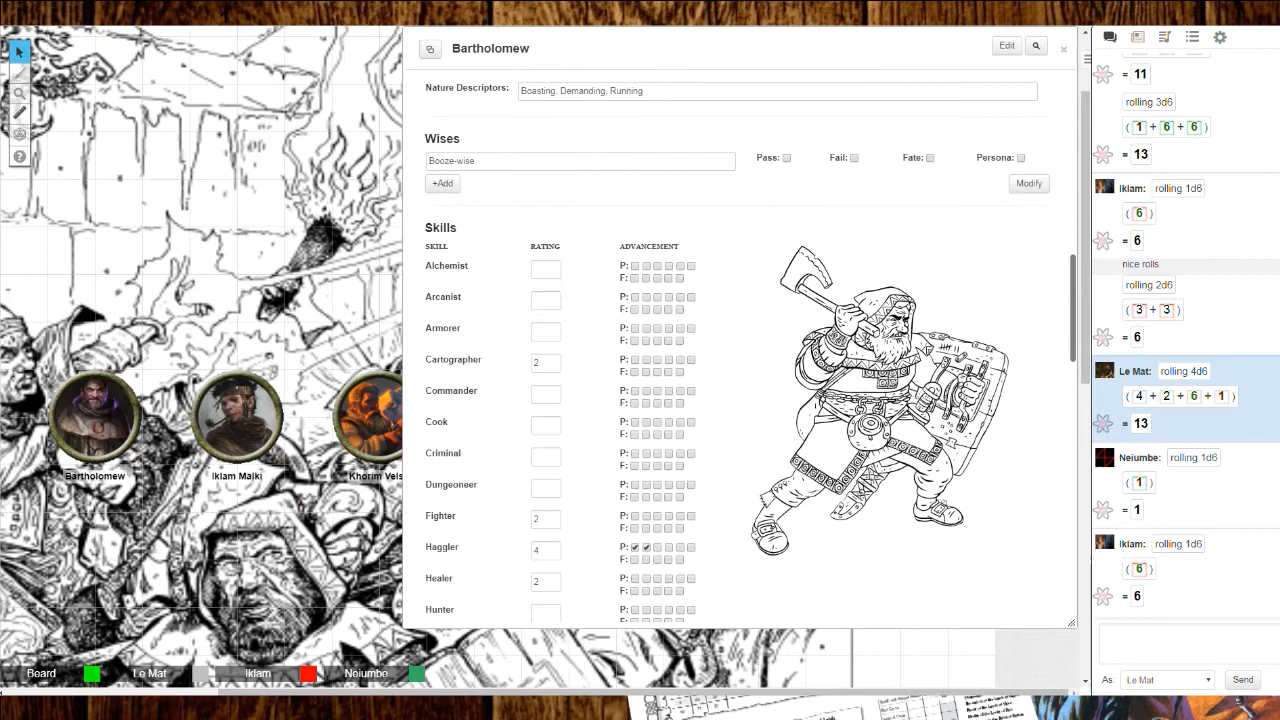 Bartholomew
Edit
Nature Descriptors: Boasting, Demanding, Running
Wises
Booze-wise
Pass:
Fail:
Fate:
Persona:
+Add
Modify
Skills
SKILL RATING ADVANCEMENT
Alchemist P:
F:
Arcanist P:
F:
Armorer P:
F:
Cartographer 2 P:
F:
Commander P:
F:
Cook P:
F:
Criminal P:
F:
Dungeoneer P:
F:
Fighter 2 P:
F:
Haggler 4 P:
F:
Healer 2 P:
F:
Hunter P:
Bartholomew
Iklam Malki
Khorim Vels
Beard
Le Mat
Iklam
Neiumbe
= 11
rolling 3d6
( 1 + 6 + 6 )
= 13
Iklam: rolling 1d6
( 6 )
= 6
nice rolls
rolling 2d6
( 3 + 3 )
= 6
Le Mat: rolling 4d6
( 4 + 2 + 6 + 1 )
= 13
Neiumbe: rolling 1d6
( 1 )
= 1
Iklam: rolling 1d6
( 6 )
= 6
As Le Mat
Send